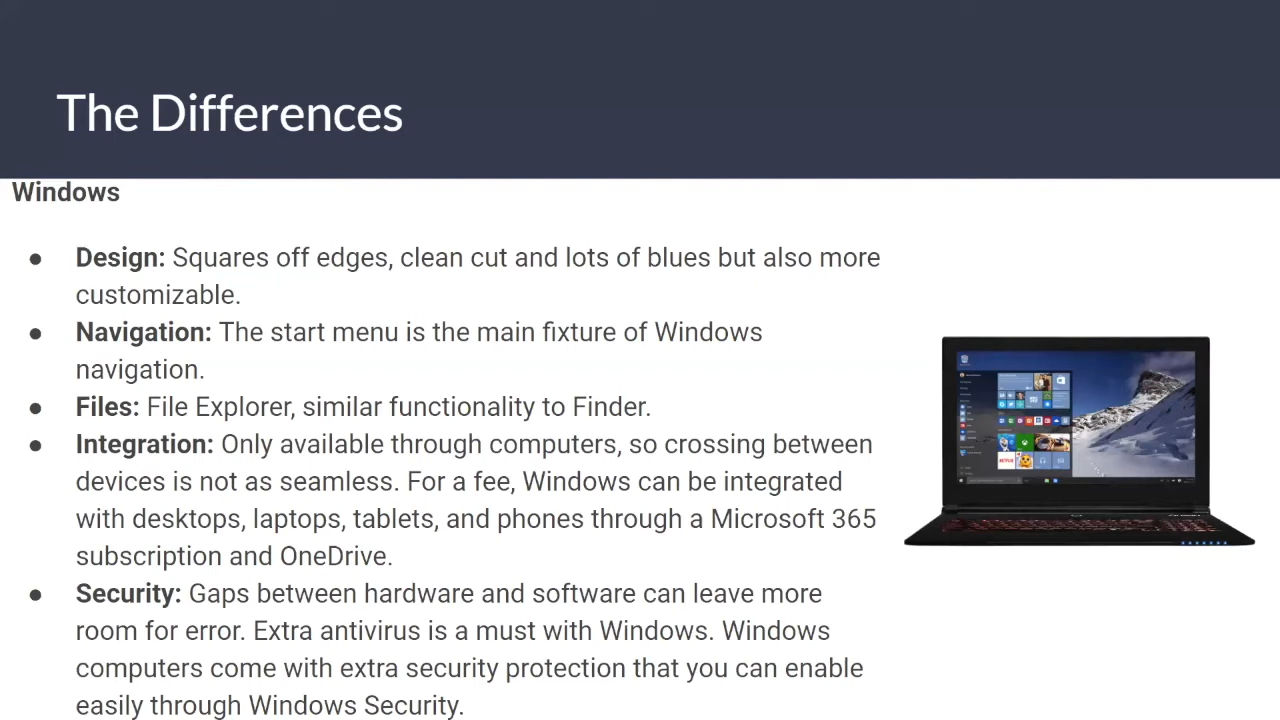 The Differences
Windows
● Design: Squares off edges, clean cut and lots of blues but also more
customizable.
● Navigation: The start menu is the main fixture of Windows
navigation.
● Files: File Explorer, similar functionality to Finder.
● Integration: Only available through computers, so crossing between
devices is not as seamless. For a fee, Windows can be integrated
with desktops, laptops, tablets, and phones through a Microsoft 365
subscription and OneDrive.
● Security: Gaps between hardware and software can leave more
room for error. Extra antivirus is a must with Windows. Windows
computers come with extra security protection that you can enable
easily through Windows Security.